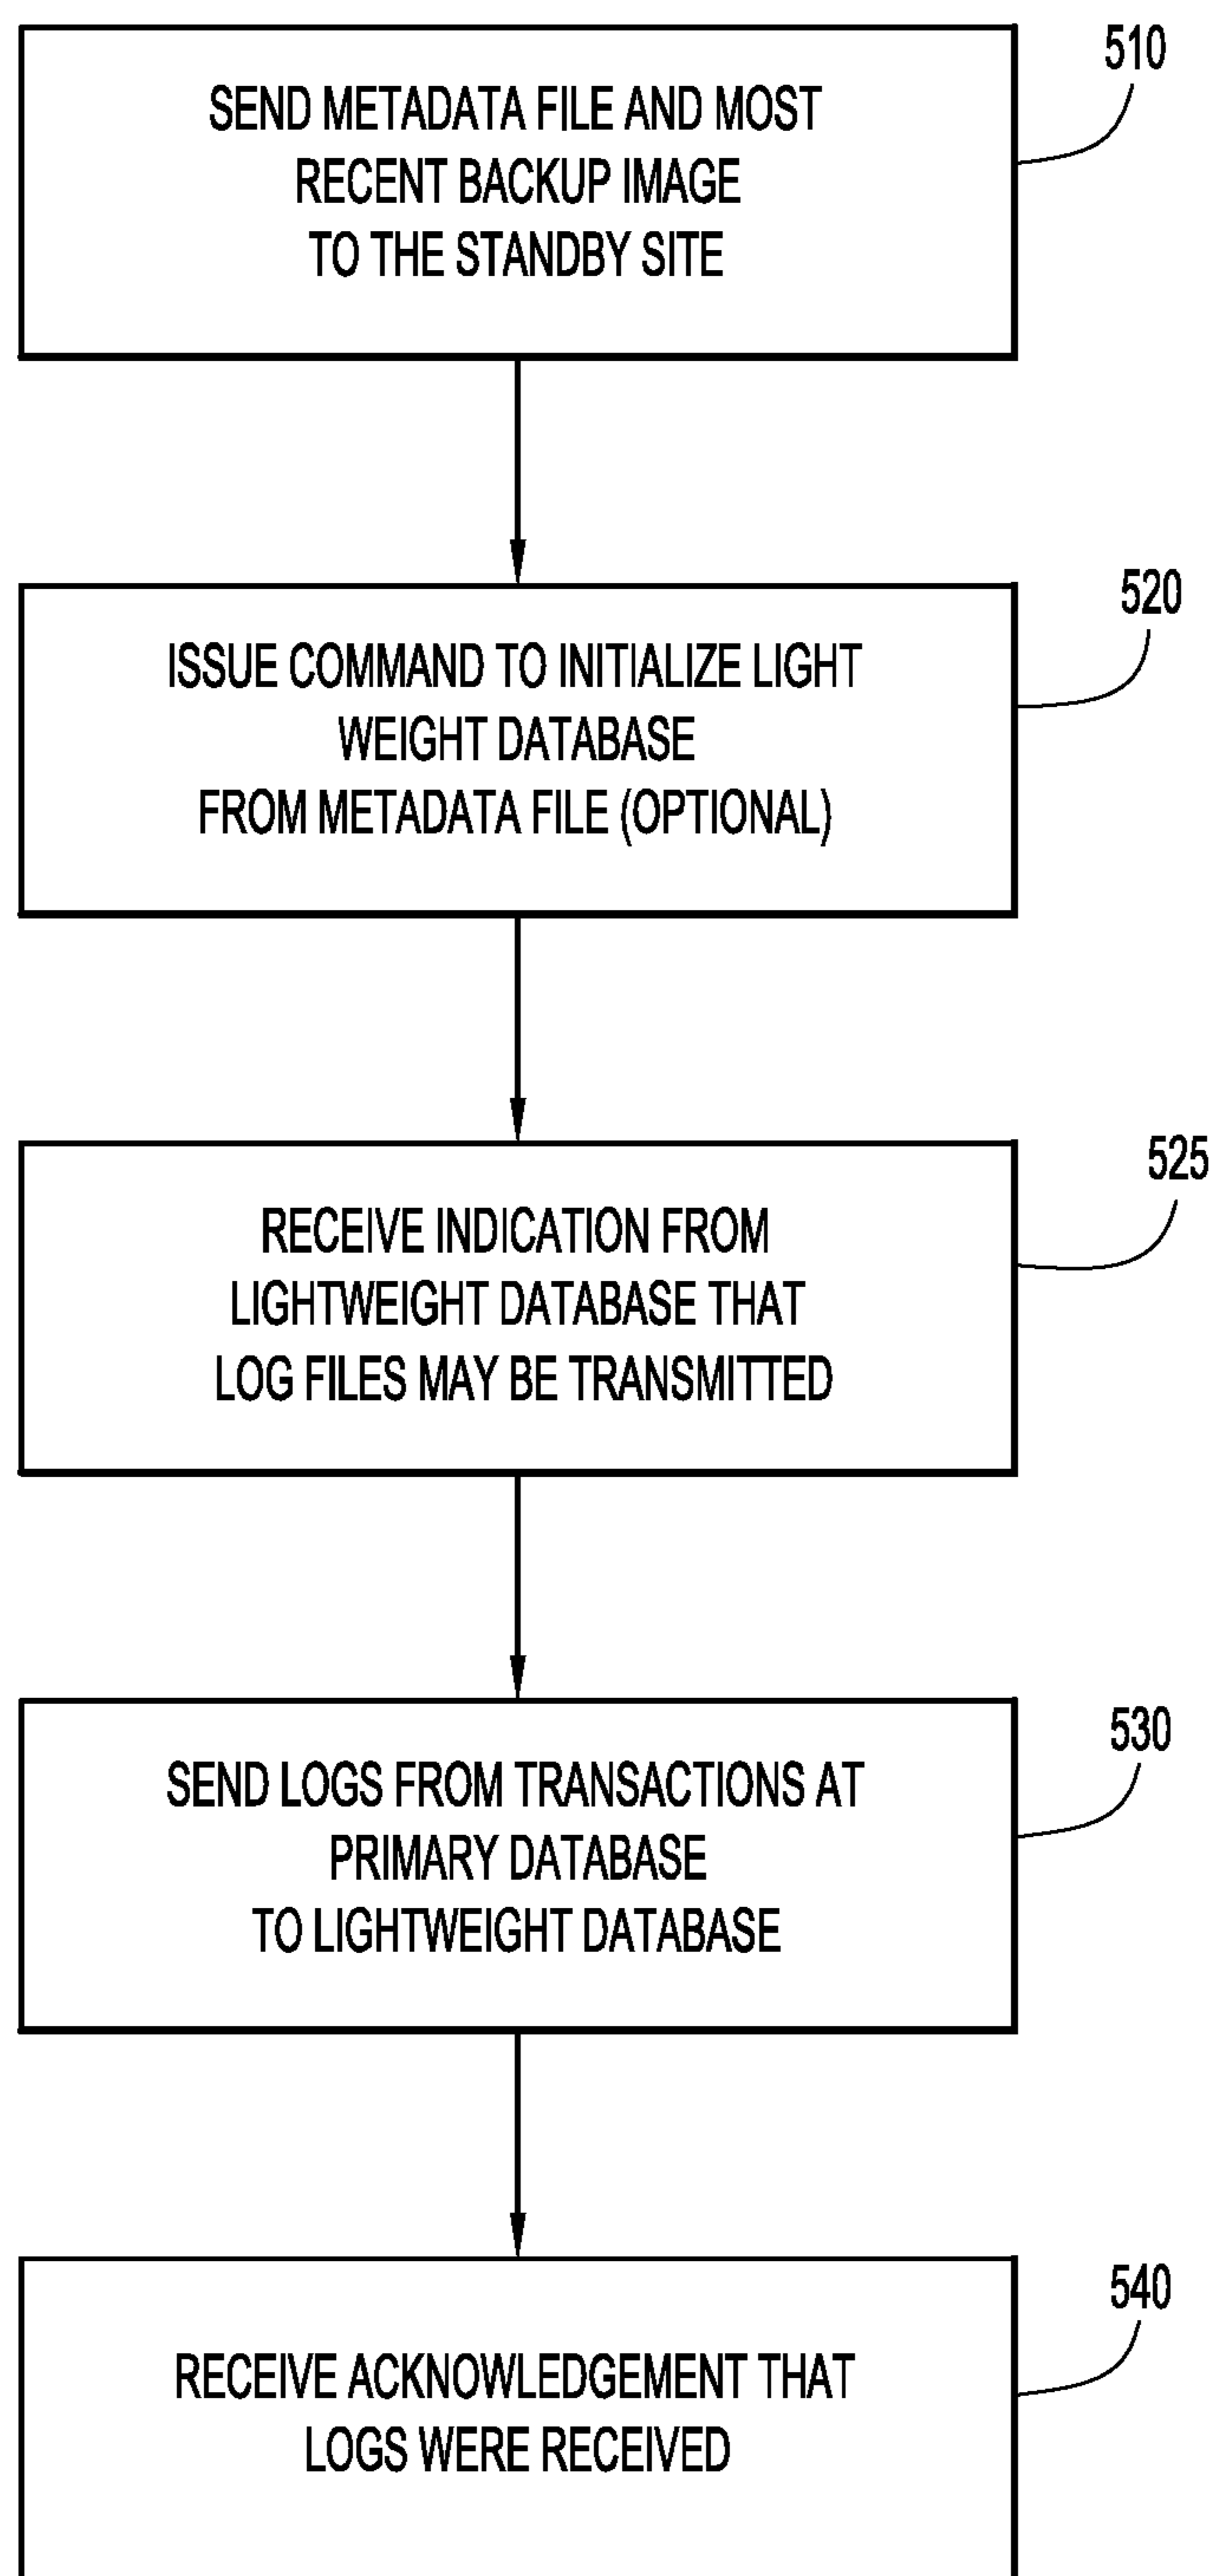 510
SEND METADATA FILE AND MOST
RECENT BACKUP IMAGE
TO THE STANDBY SITE
520
ISSUE COMMAND TO INITIALIZE LIGHT
WEIGHT DATABASE
FROM METADATA FILE (OPTIONAL)
525
RECEIVE INDICATION FROM
LIGHTWEIGHT DATABASE THAT
LOG FILES MAY BE TRANSMITTED
530
SEND LOGS FROM TRANSACTIONS AT
PRIMARY DATABASE
TO LIGHTWEIGHT DATABASE
540
RECEIVE ACKNOWLEDGEMENT THAT
LOGS WERE RECEIVED